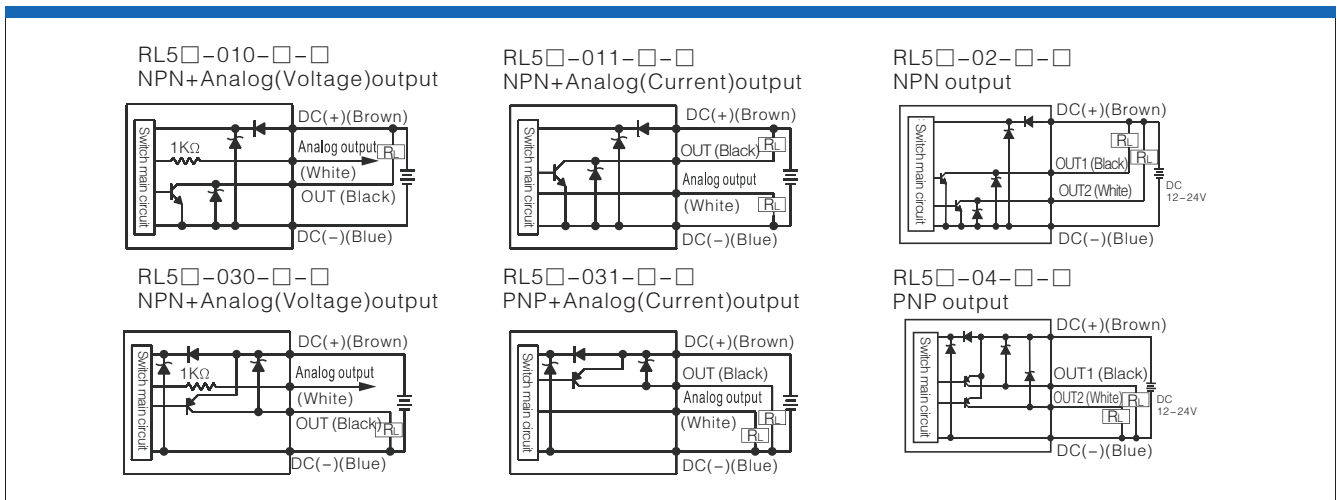 RL5□-010-□-□
NPN+Analog(Voltage)output
Switch main circuit
1KΩ
DC(+)(Brown)
Analog output
RL
(White)
OUT (Black)
DC(−)(Blue)
RL5□-011-□-□
NPN+Analog(Current)output
Switch main circuit
DC(+)(Brown)
OUT (Black)
RL
Analog output
(White)
RL
DC(−)(Blue)
RL5□-02-□-□
NPN output
Switch main circuit
DC(+)(Brown)
RL
RL
OUT1 (Black)
OUT2 (White)
DC
12-24V
DC(−)(Blue)
RL5□-030-□-□
NPN+Analog(Voltage)output
Switch main circuit
1KΩ
DC(+)(Brown)
Analog output
(White)
OUT (Black)
RL
DC(−)(Blue)
RL5□-031-□-□
PNP+Analog(Current)output
Switch main circuit
DC(+)(Brown)
OUT (Black)
Analog output
(White)
RL
RL
DC(−)(Blue)
RL5□-04-□-□
PNP output
Switch main circuit
DC(+)(Brown)
OUT1 (Black)
OUT2 (White)
RL
RL
DC
12-24V
DC(−)(Blue)